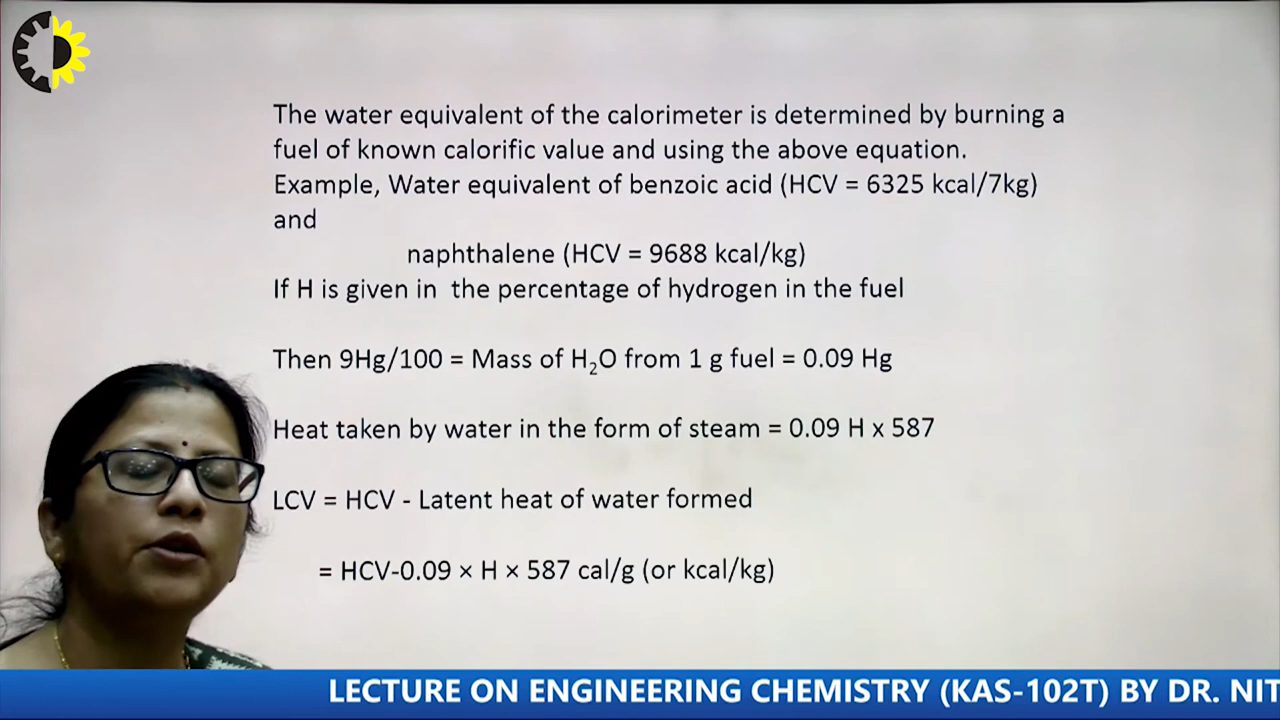 The water equivalent of the calorimeter is determined by burning a
fuel of known calorific value and using the above equation.
Example, Water equivalent of benzoic acid (HCV = 6325 kcal/7kg)
and
naphthalene (HCV = 9688 kcal/kg)
If H is given in the percentage of hydrogen in the fuel
Then 9Hg/100 = Mass of H₂O from 1 g fuel = 0.09 Hg
Heat taken by water in the form of steam = 0.09 H x 587
LCV = HCV - Latent heat of water formed
= HCV-0.09 × H × 587 cal/g (or kcal/kg)
LECTURE ON ENGINEERING CHEMISTRY (KAS-102T) BY DR. NIT